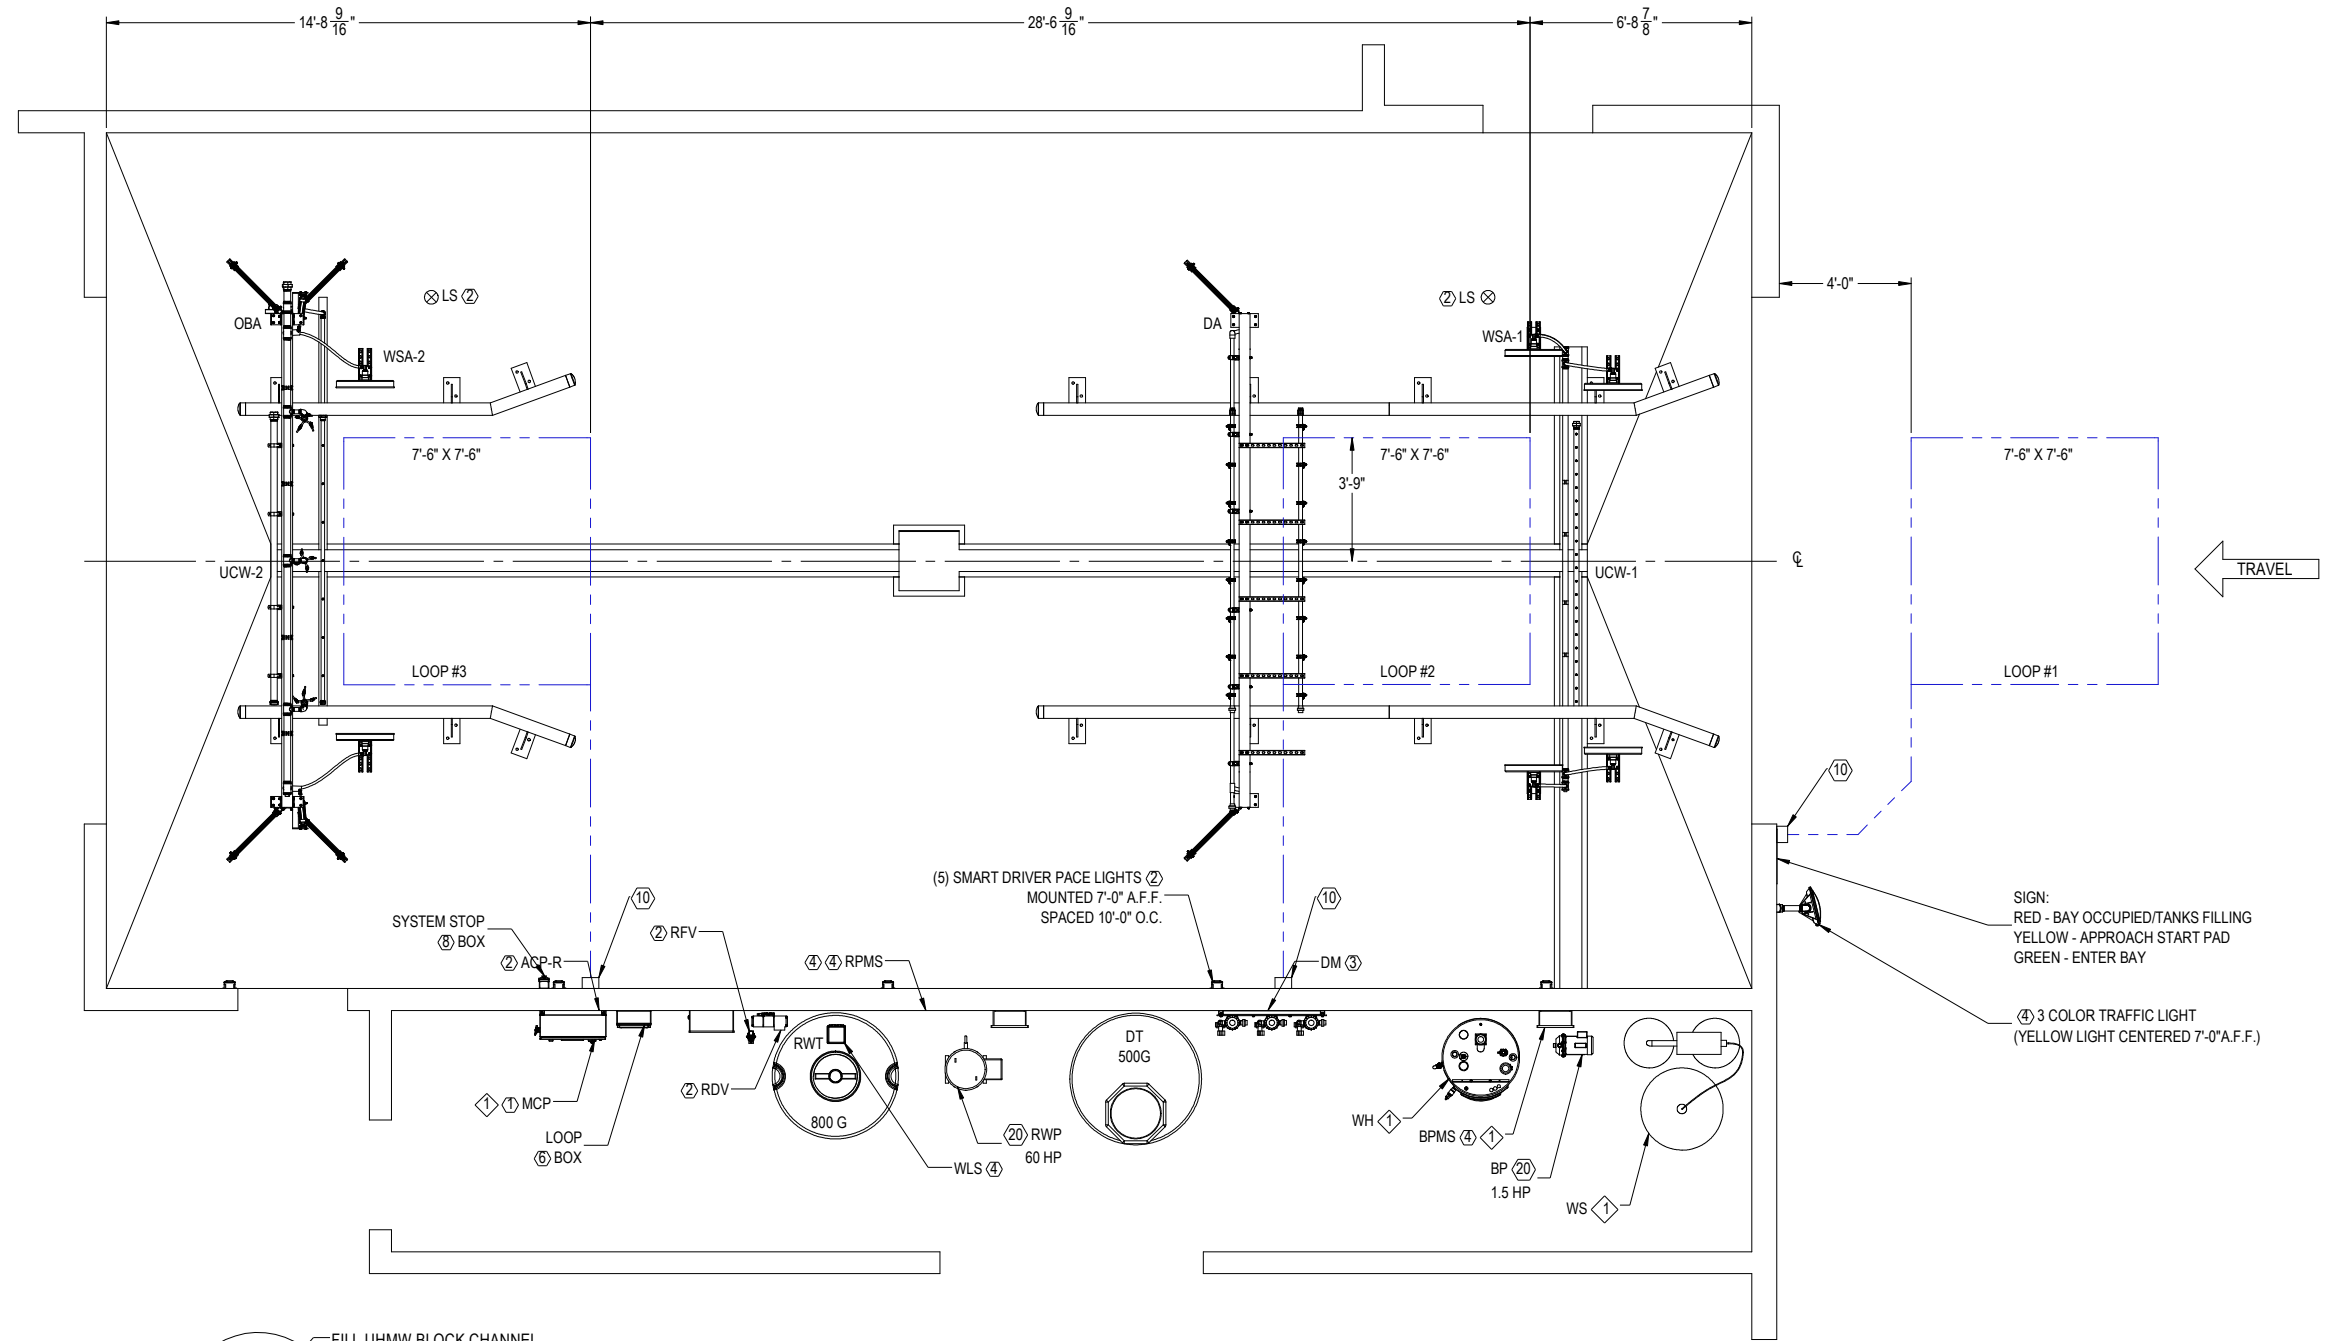 14'-8 9/16"
28'-6 9/16"
6'-8 7/8"
4'-0"
LS 2
2 LS
OBA
WSA-2
DA
WSA-1
7'-6" X 7'-6"
7'-6" X 7'-6"
7'-6" X 7'-6"
3'-9"
UCW-2
UCW-1
℄
TRAVEL
LOOP #3
LOOP #2
LOOP #1
10
(5) SMART DRIVER PACE LIGHTS 2
MOUNTED 7'-0" A.F.F.
SPACED 10'-0" O.C.
SYSTEM STOP
8 BOX
10
10
2 RFV
2 ACP-R
4 4 RPMS
DM 3
SIGN:
RED - BAY OCCUPIED/TANKS FILLING
YELLOW - APPROACH START PAD
GREEN - ENTER BAY
4 3 COLOR TRAFFIC LIGHT
(YELLOW LIGHT CENTERED 7'-0"A.F.F.)
RWT
800 G
DT
500G
2 RDV
1 1 MCP
LOOP
6 BOX
20 RWP
60 HP
WLS 4
WH 1
BPMS 4 1
BP 20
1.5 HP
WS 1
FILL UHMW BLOCK CHANNEL